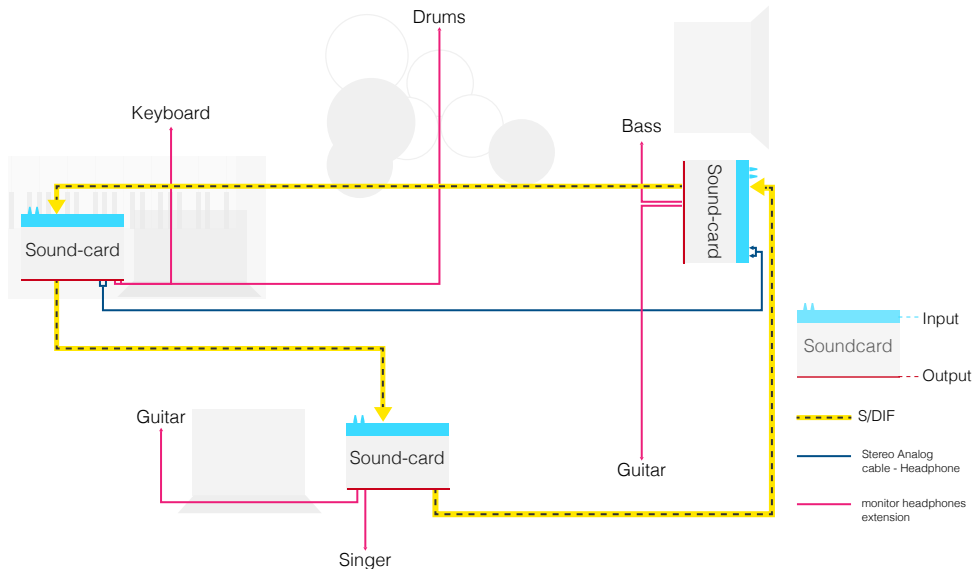 Drums
Keyboard
Bass
Sound-card
Sound-card
Input
Soundcard
Output
Guitar
S/DIF
Sound-card
Guitar
Stereo Analog
cable - Headphone
monitor headphones
extension
Singer